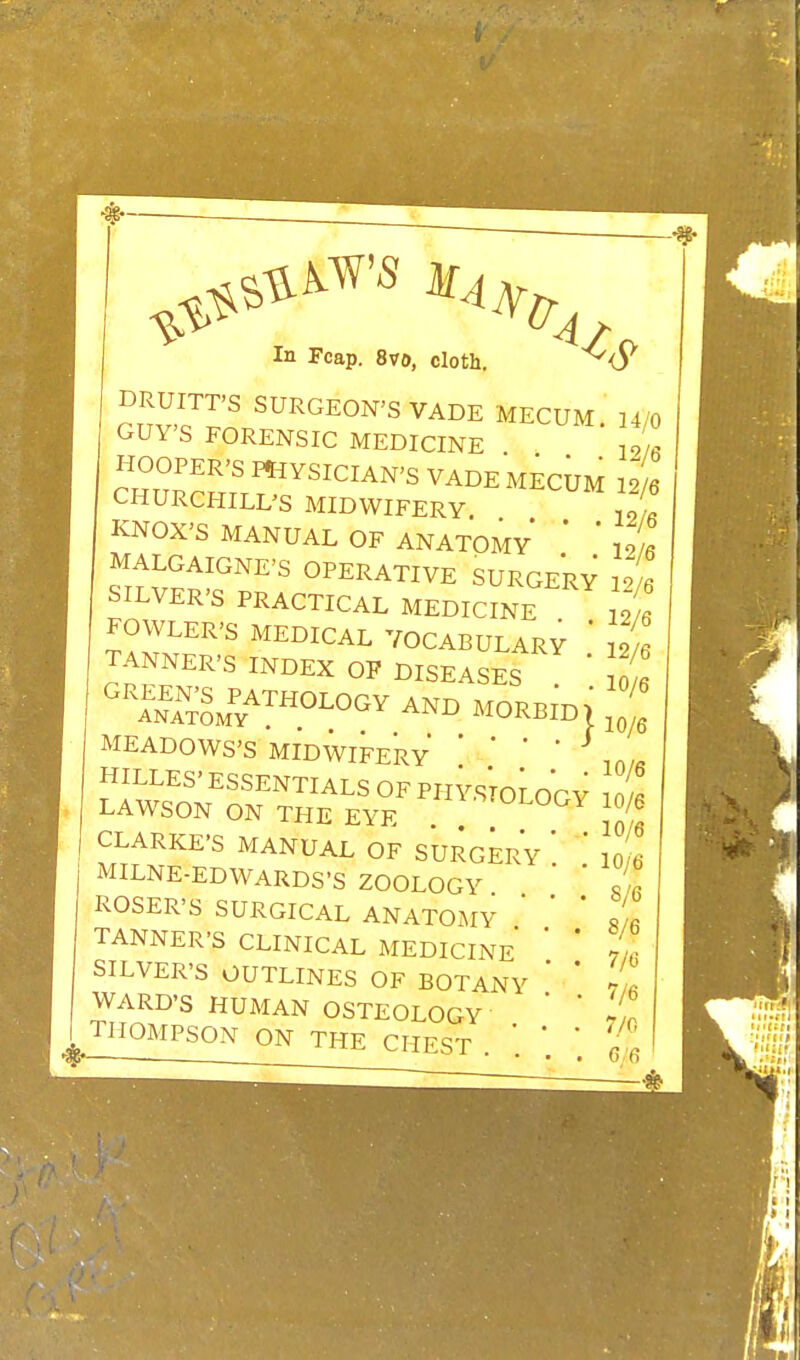 RENSHAW'S MANUALS
In Fcap. 8vo, cloth.
DRUITT'S SURGEON'S VADE MECUM. 14/0
GUY'S FORENSIC MEDICINE . . . . 12/6
HOOPER'S PHYSICIAN'S VADE MECUM 12/6
CHURCHILL'S MIDWIFERY. . . . . 12/6
KNOX'S MANUAL OF ANATOMY . . 12/6
MALGAIGNE'S OPERATIVE SURGERY 12/6
SILVER'S PRACTICAL MEDICINE . . 12/6
FOWLER'S MEDICAL VOCABULARY . 12/6
TANNER'S INDEX OF DISEASES . . 10/6
GREEN'S PATHOLOGY AND MORBID } 10/6
ANATOMY . . . . . . . . .
MEADOWS'S MIDWIFERY . . . . . 10/6
HILLES' ESSENTIALS OF PHYSIOLOGY 10/6
LAWSON ON THE EYE . . . . . . 10/6
CLARKE'S MANUAL OF SURGERY . . 10/6
MILNE-EDWARDS'S ZOOLOGY. . . . 8/6
ROSER'S SURGICAL ANATOMY . . . 8/6
TANNER'S CLINICAL MEDICINE . . 7/6
SILVER'S OUTLINES OF BOTANY . . 7/6
WARD'S HUMAN OSTEOLOGY . . . 7/6
THOMPSON ON THE CHEST . . . . 6/6